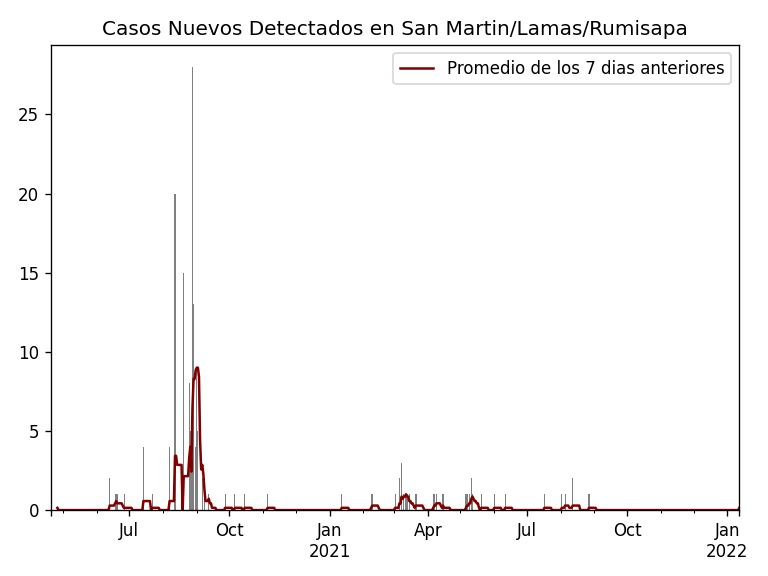 Casos Nuevos Detectados en San Martin/Lamas/Rumisapa
Promedio de los 7 dias anteriores
25
20
15
10
5
0
Jul
Oct
Jan
2021
Apr
Jul
Oct
Jan
2022